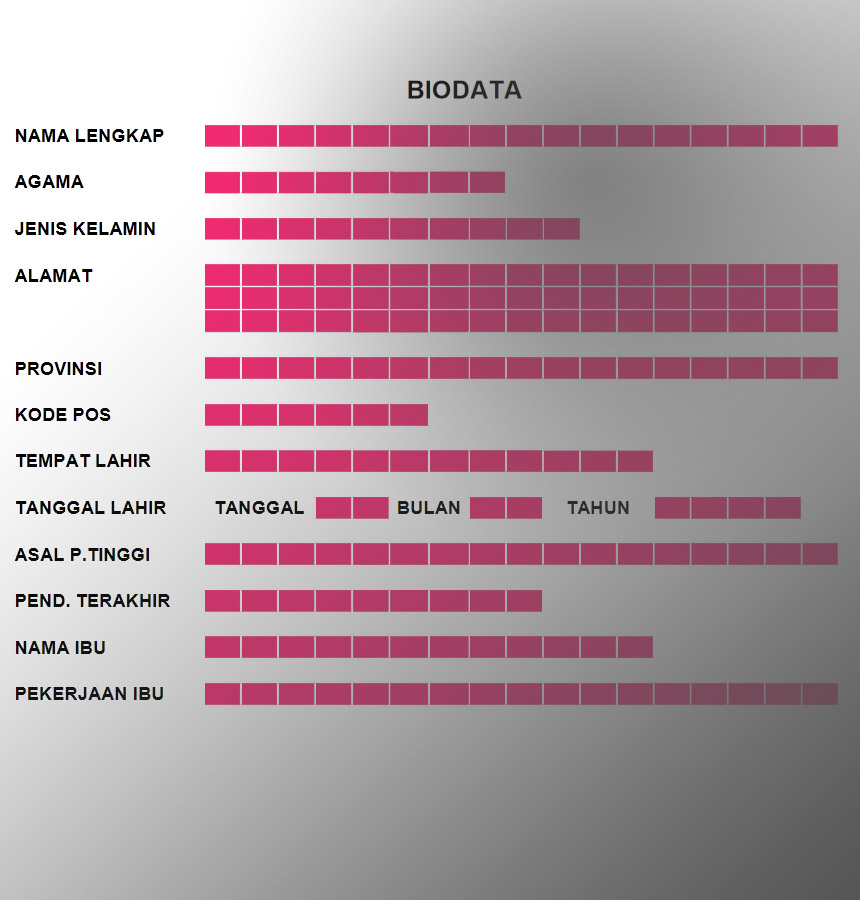 BIODATA
NAMA LENGKAP
AGAMA
JENIS KELAMIN
ALAMAT
PROVINSI
KODE POS
TEMPAT LAHIR
TANGGAL LAHIR TANGGAL BULAN TAHUN
ASAL P.TINGGI
PEND. TERAKHIR
NAMA IBU
PEKERJAAN IBU